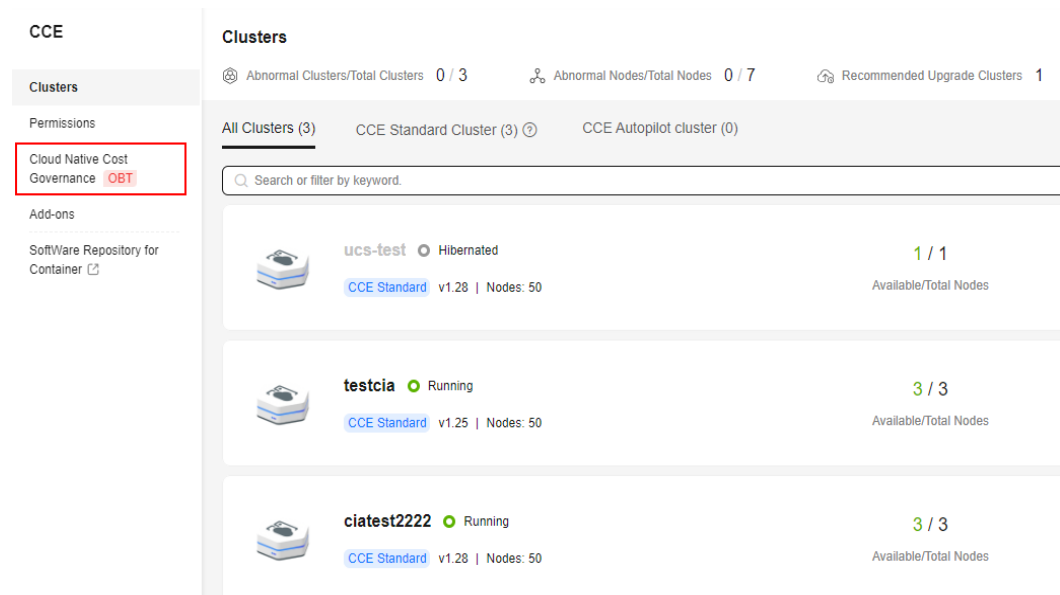 CCE
Clusters
Permissions
Cloud Native Cost
Governance OBT
Add-ons
SoftWare Repository for
Container
Clusters
Abnormal Clusters/Total Clusters 0 / 3 Abnormal Nodes/Total Nodes 0 / 7 Recommended Upgrade Clusters 1
All Clusters (3) CCE Standard Cluster (3) ? CCE Autopilot cluster (0)
Search or filter by keyword.
ucs-test Hibernated
CCE Standard v1.28 | Nodes: 50
1 / 1
Available/Total Nodes
testcia Running
CCE Standard v1.25 | Nodes: 50
3 / 3
Available/Total Nodes
ciatest2222 Running
CCE Standard v1.28 | Nodes: 50
3 / 3
Available/Total Nodes